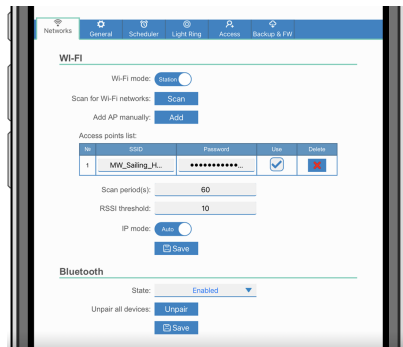 Networks General Scheduler Light Ring Access Backup & FW
WI-FI
Wi-Fi mode: Station
Scan for Wi-Fi networks: Scan
Add AP manually: Add
Access points list:
№ SSID Password Use Delete
1 MW_Sailing_H... ●●●●●●●●●●●...
Scan period(s): 60
RSSI threshold: 10
IP mode: Auto
Save
Bluetooth
State: Enabled
Unpair all devices: Unpair
Save